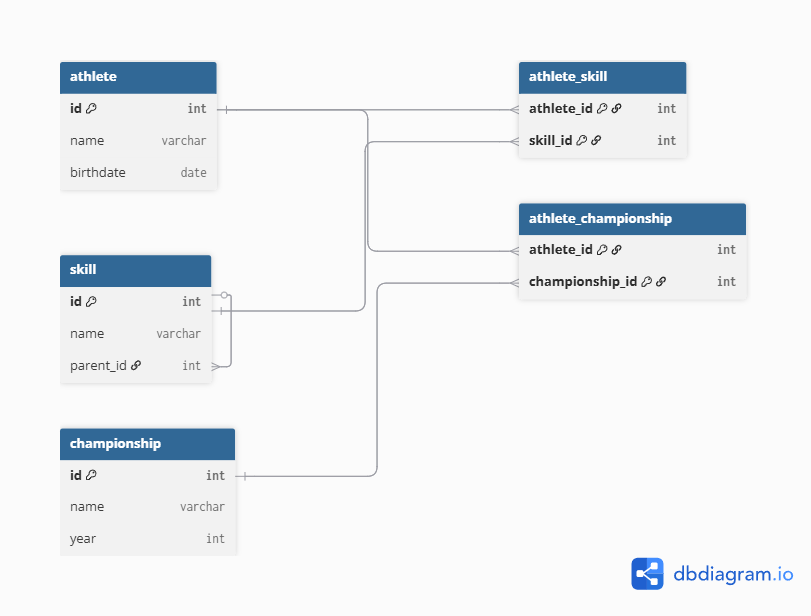 athlete
id int
name varchar
birthdate date
athlete_skill
athlete_id int
skill_id int
athlete_championship
athlete_id int
championship_id int
skill
id int
name varchar
parent_id int
championship
id int
name varchar
year int
dbdiagram.io